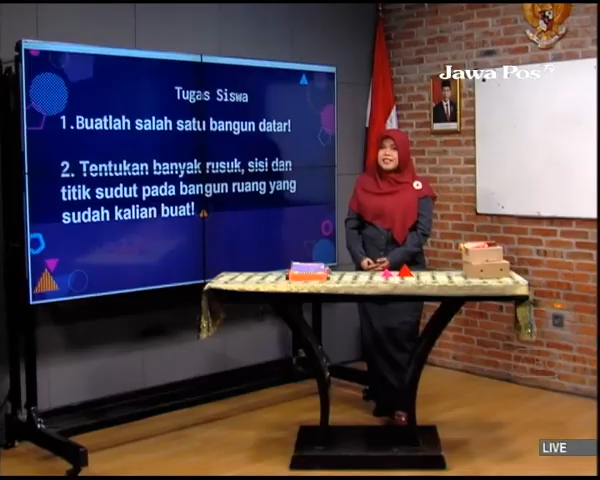 Jawa Pos TV
Tugas Siswa
1.Buatlah salah satu bangun datar!
2. Tentukan banyak rusuk, sisi dan
titik sudut pada bangun ruang yang
sudah kalian buat!
LIVE